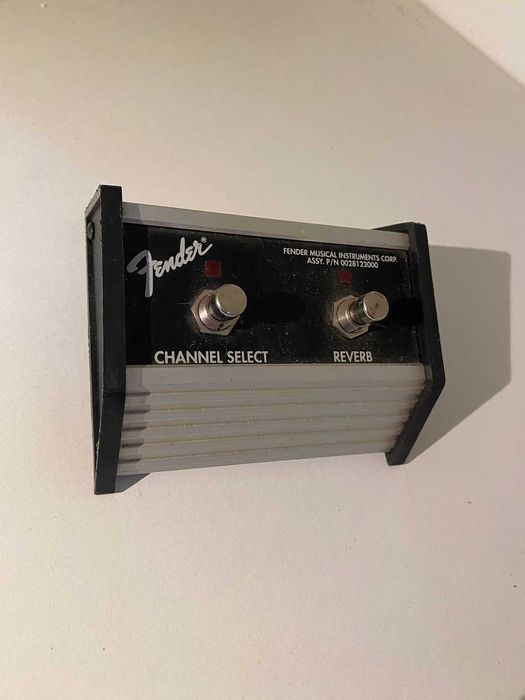 Fender®
FENDER MUSICAL INSTRUMENTS CORP.
ASSY. P/N 0028122000
CHANNEL SELECT
REVERB